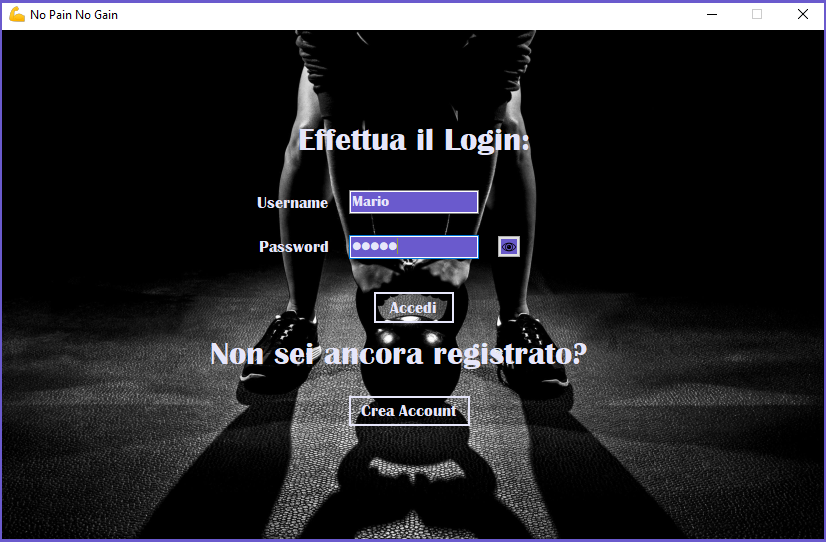 No Pain No Gain
Effettua il Login:
Username Mario
Password ●●●●●
Accedi
Non sei ancora registrato?
Crea Account